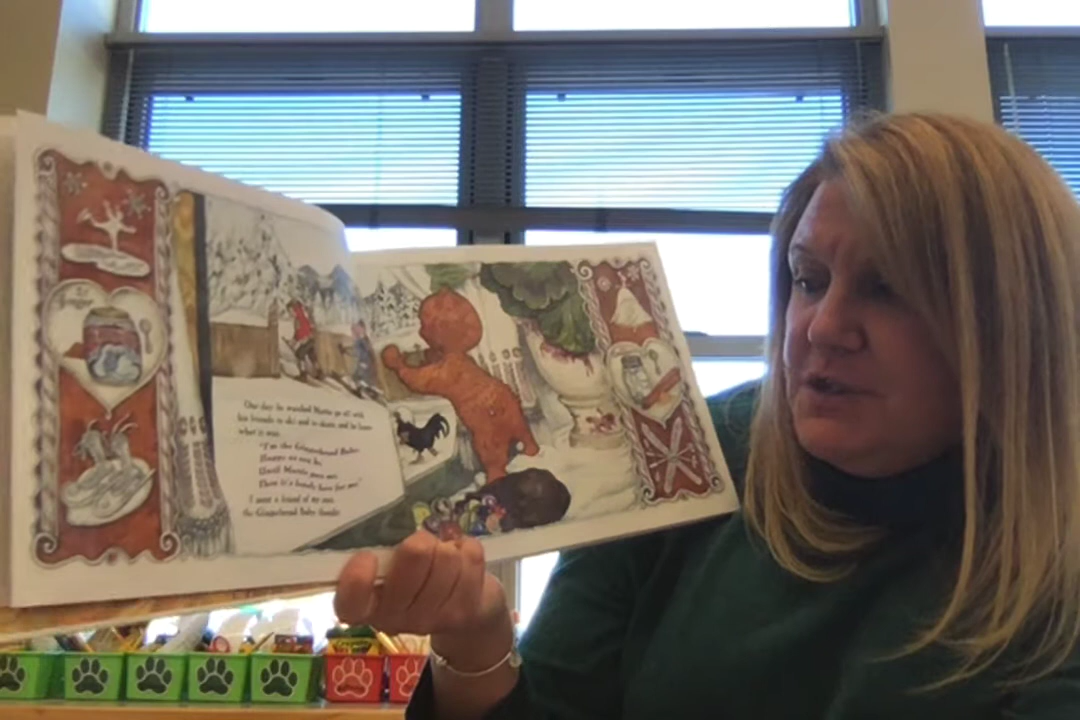 One day he watched Mattie go off with
his friends to ski and to skate, and he knew
what it was.
"I'm the Gingerbread Baby,
Happy as can be,
Until Mattie goes out,
Then it's lonely here for me."
I want a friend of my own,
the Gingerbread Baby thought.